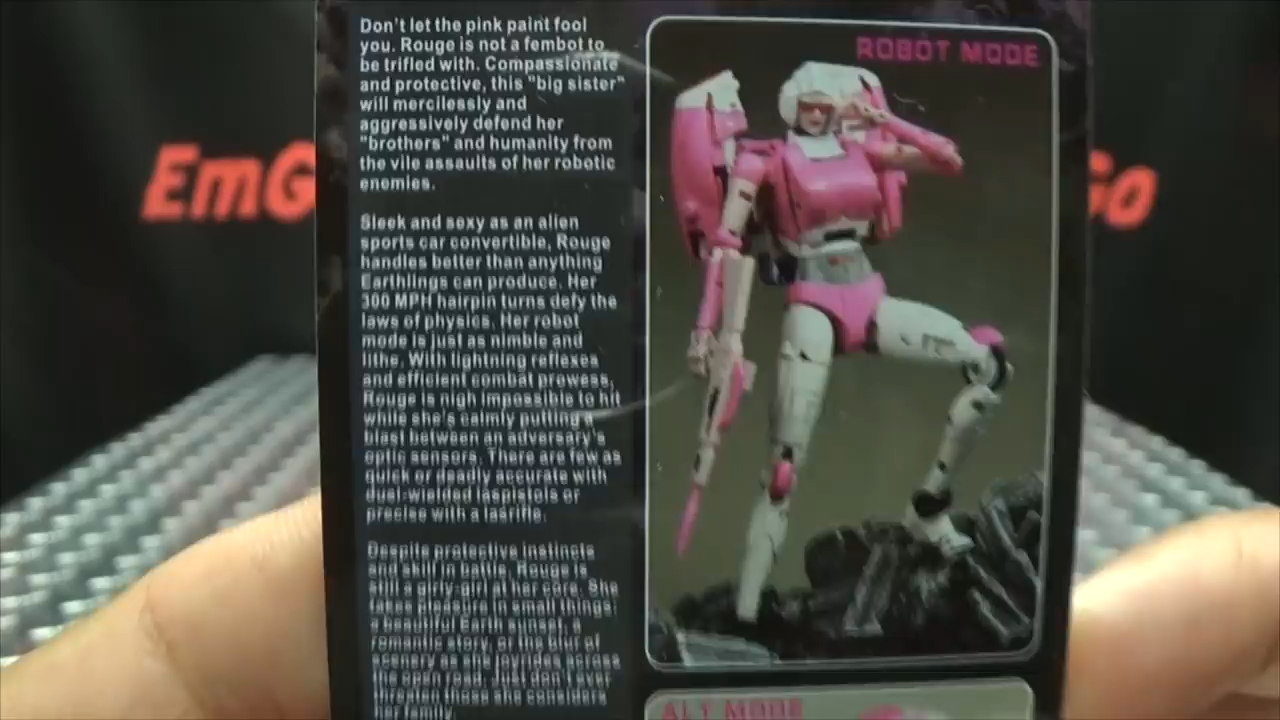 Don't let the pink paint fool
you. Rouge is not a fembot to
be trifled with. Compassionate
and protective, this "big sister"
will mercilessly and
aggressively defend her
"brothers" and humanity from
the vile assaults of her robotic
enemies.
Sleek and sexy as an alien
sports car convertible, Rouge
handles better than anything
Earthlings can produce. Her
300 MPH hairpin turns defy the
laws of physics. Her robot
mode is just as nimble and
lithe. With lightning reflexes
and efficient combat prowess,
Rouge is nigh impossible to hit
while she's calmly putting a
blast between an adversary's
optic sensors. There are few as
quick or deadly accurate with
dual-wielded laspistols or
precise with a lasrifle.
Despite protective instincts
and skill in battle, Rouge is
still a girly-girl at her core. She
takes pleasure in small things:
a beautiful Earth sunset, a
romantic story, or the blur of
scenery as she joyrides across
the open road. Just don't ever
threaten those she considers
her family.
ROBOT MODE
ALT MODE
EmG
Go